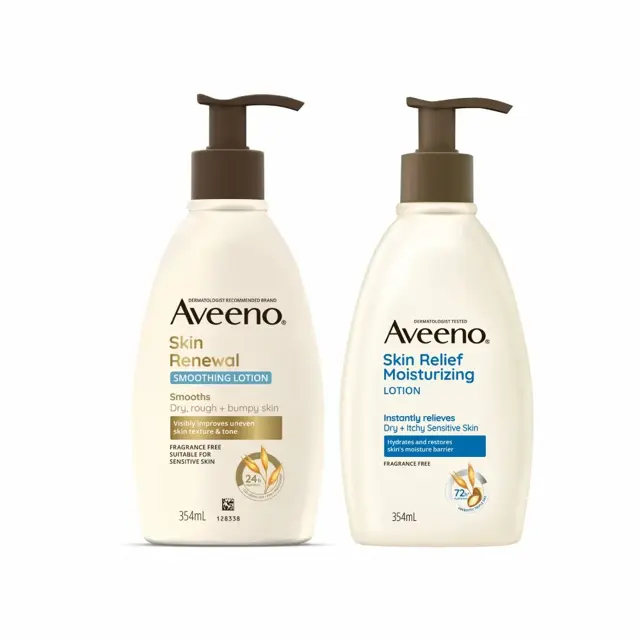 DERMATOLOGIST RECOMMENDED BRAND
Aveeno®
Skin
Renewal
SMOOTHING LOTION
Smooths
Dry, rough + bumpy skin
Visibly improves uneven
skin texture & tone
FRAGRANCE FREE
SUITABLE FOR
SENSITIVE SKIN
24h
354mL
128338
DERMATOLOGIST TESTED
Aveeno®
Skin Relief
Moisturizing
LOTION
Instantly relieves
Dry + Itchy Sensitive Skin
Hydrates and restores
skin's moisture barrier
FRAGRANCE FREE
72h
354mL